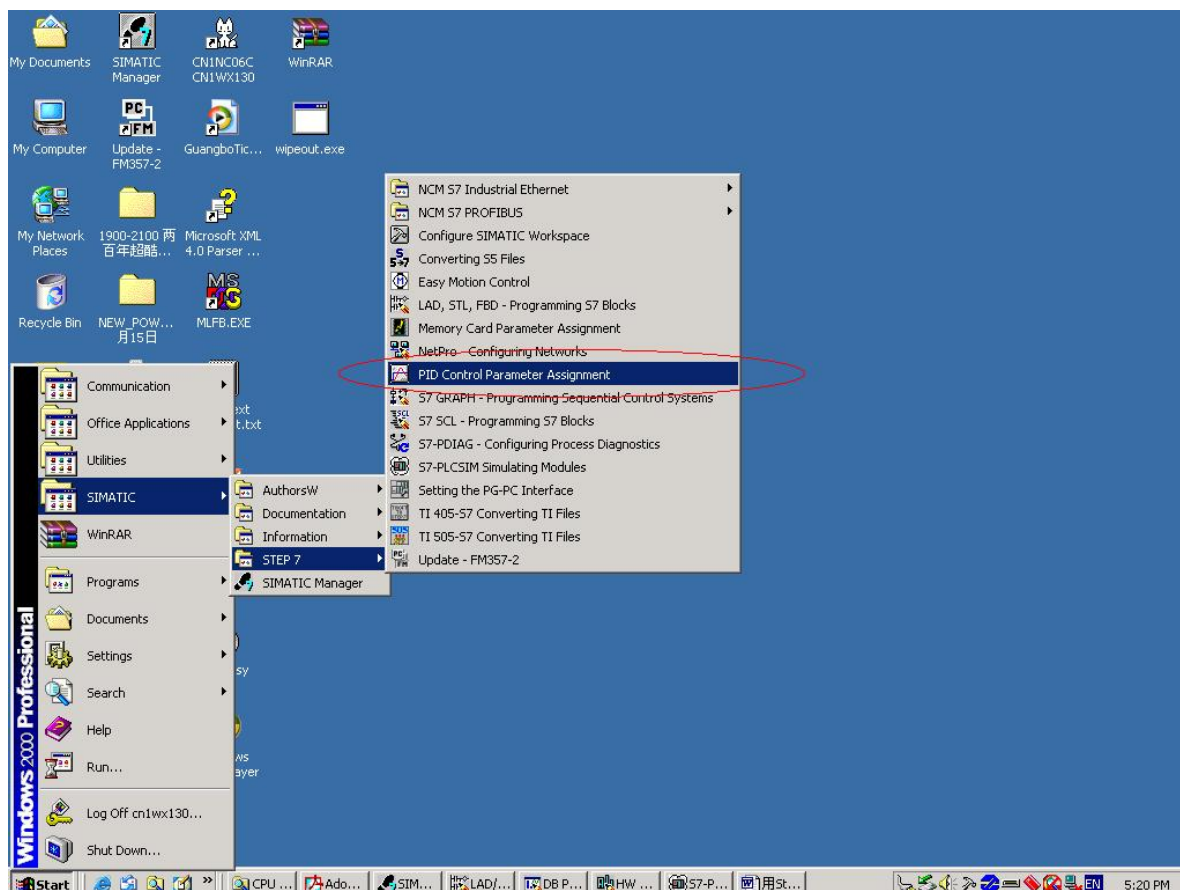 My Documents
SIMATIC
Manager
CN1NC06C
CN1WX130
WinRAR
My Computer
Update -
FM357-2
GuangboTic...
wipeout.exe
My Network
Places
1900-2100 两
百年超酷...
Microsoft XML
4.0 Parser ...
Recycle Bin
NEW_POW...
月15日
MLFB.EXE
NCM S7 Industrial Ethernet
NCM S7 PROFIBUS
Configure SIMATIC Workspace
Converting S5 Files
Easy Motion Control
LAD, STL, FBD - Programming S7 Blocks
Memory Card Parameter Assignment
NetPro - Configuring Networks
PID Control Parameter Assignment
S7 GRAPH - Programming Sequential Control Systems
S7 SCL - Programming S7 Blocks
S7-PDIAG - Configuring Process Diagnostics
S7-PLCSIM Simulating Modules
Setting the PG-PC Interface
TI 405-S7 Converting TI Files
TI 505-S7 Converting TI Files
Update - FM357-2
AuthorsW
Documentation
Information
STEP 7
SIMATIC Manager
Communication
Office Applications
Utilities
SIMATIC
WinRAR
Programs
Documents
Settings
Search
Help
Run...
Log Off cn1wx130...
Shut Down...
Windows 2000 Professional
ext
t.txt
sy
ws
ayer
Start
»
CPU ...
Ado...
SIM...
LAD/...
DB P...
HW ...
S7-P...
用St...
EN
5:20 PM